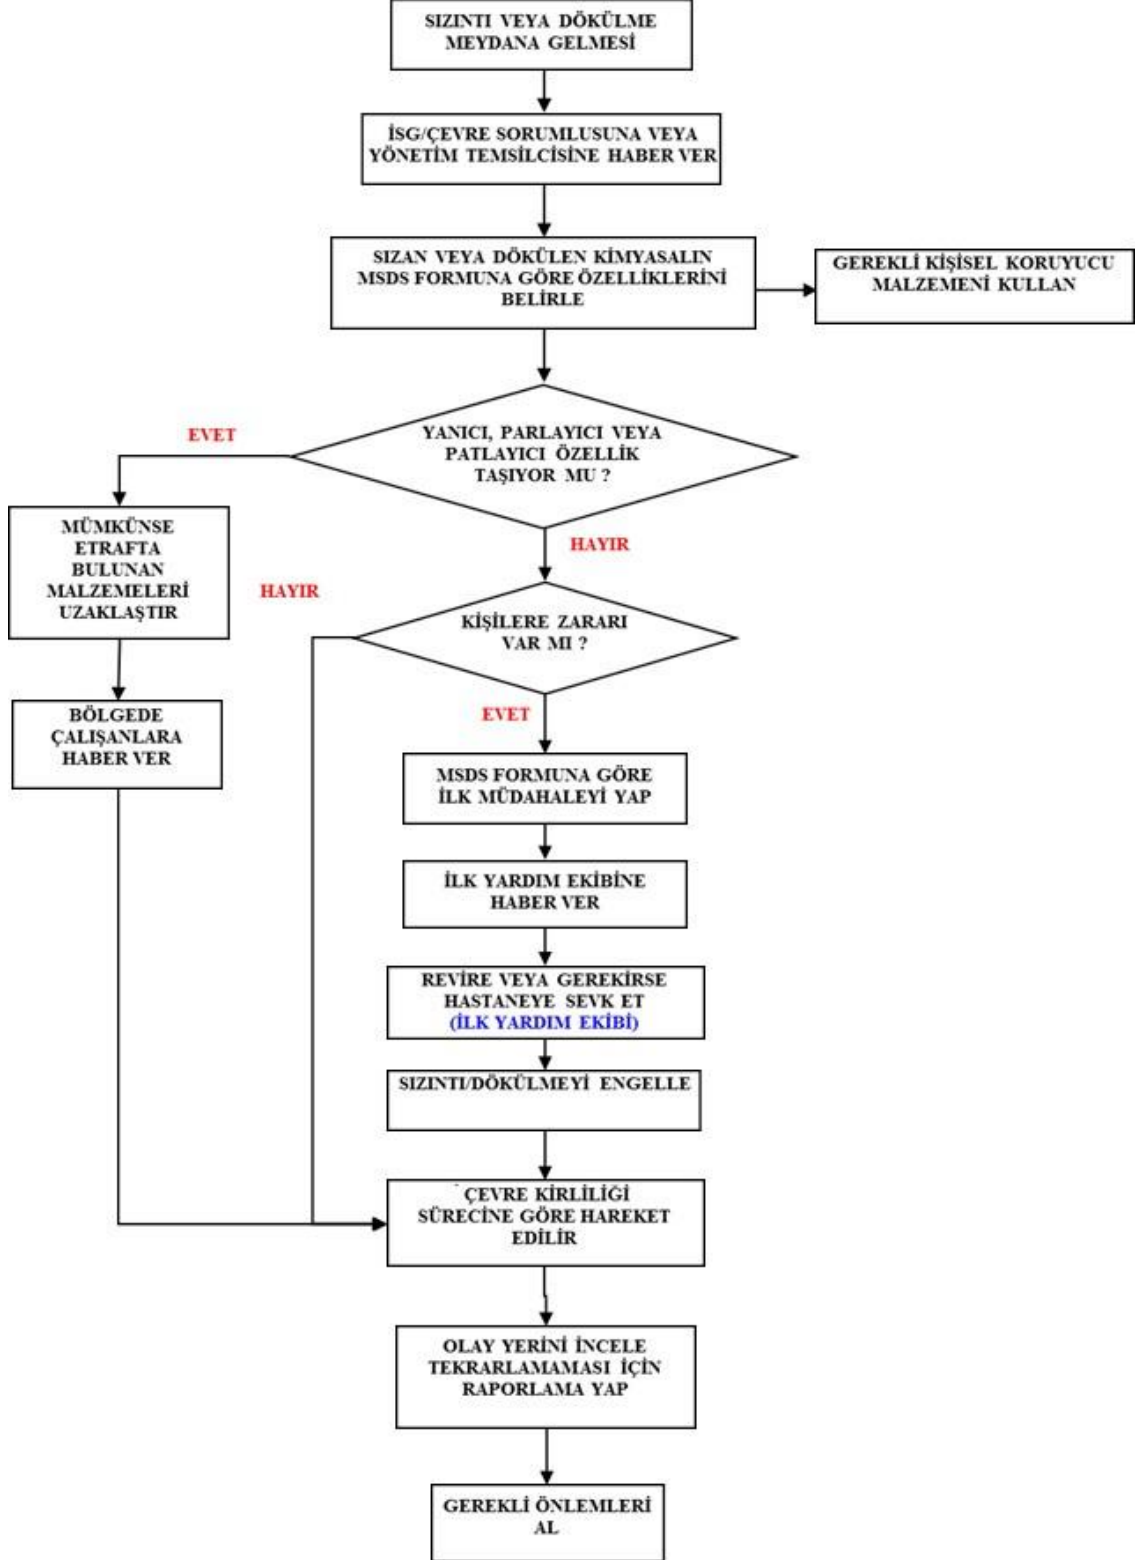 SIZINTI VEYA DÖKÜLME
MEYDANA GELMESİ
İSG/ÇEVRE SORUMLUSUNA VEYA
YÖNETİM TEMSİLCİSİNE HABER VER
SIZAN VEYA DÖKÜLEN KİMYASALIN
MSDS FORMUNA GÖRE ÖZELLİKLERİNİ
BELİRLE
GEREKLİ KİŞİSEL KORUYUCU
MALZEMENİ KULLAN
YANICI, PARLAYICI VEYA
PATLAYICI ÖZELLİK
TAŞIYOR MU ?
EVET
MÜMKÜNSE
ETRAFTA
BULUNAN
MALZEMELERİ
UZAKLAŞTIR
BÖLGEDE
ÇALIŞANLARA
HABER VER
HAYIR
HAYIR
KİŞİLERE ZARARI
VAR MI ?
EVET
MSDS FORMUNA GÖRE
İLK MÜDAHALEYİ YAP
İLK YARDIM EKİBİNE
HABER VER
REVİRE VEYA GEREKİRSE
HASTANEYE SEVK ET
(İLK YARDIM EKİBİ)
SIZINTI/DÖKÜLMEYİ ENGELLE
ÇEVRE KİRLİLİĞİ
SÜRECİNE GÖRE HAREKET
EDİLİR
OLAY YERİNİ İNCELE
TEKRARLAMAMASI İÇİN
RAPORLAMA YAP
GEREKLİ ÖNLEMLERİ
AL